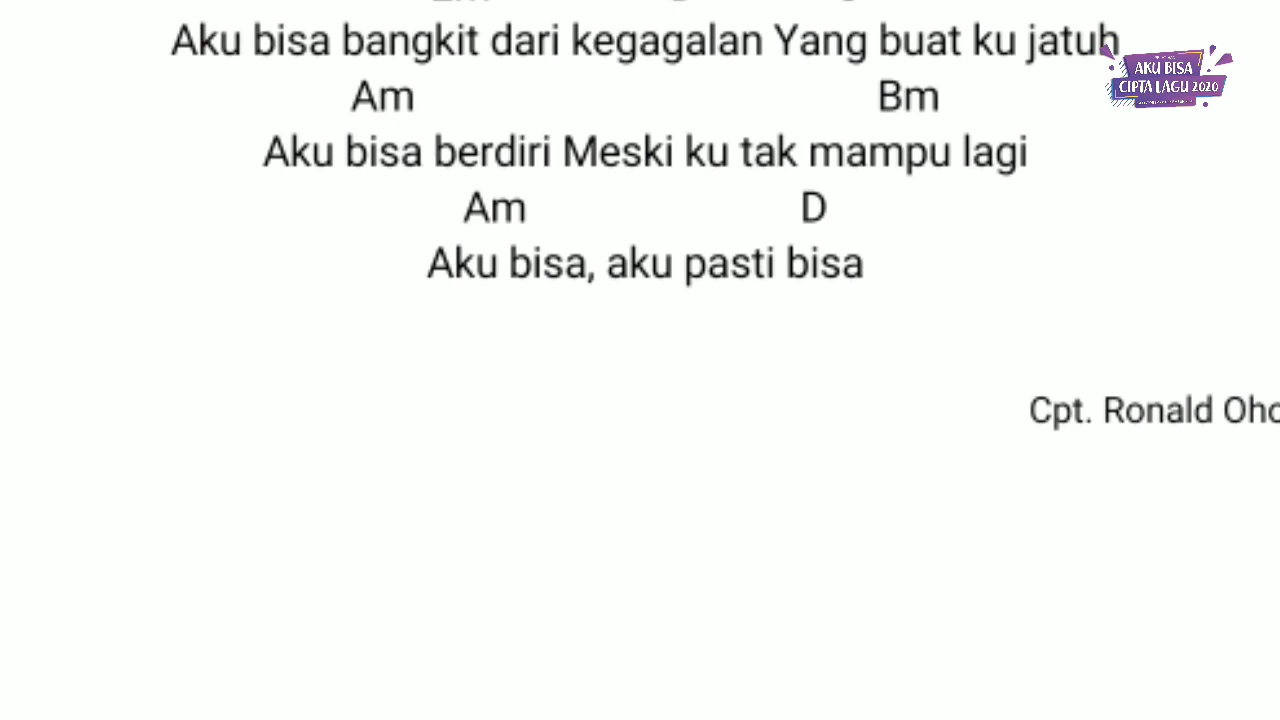 Aku bisa bangkit dari kegagalan Yang buat ku jatuh
AKU BISA
CIPTA LAGU 2020
Am Bm
Aku bisa berdiri Meski ku tak mampu lagi
Am D
Aku bisa, aku pasti bisa
Cpt. Ronald